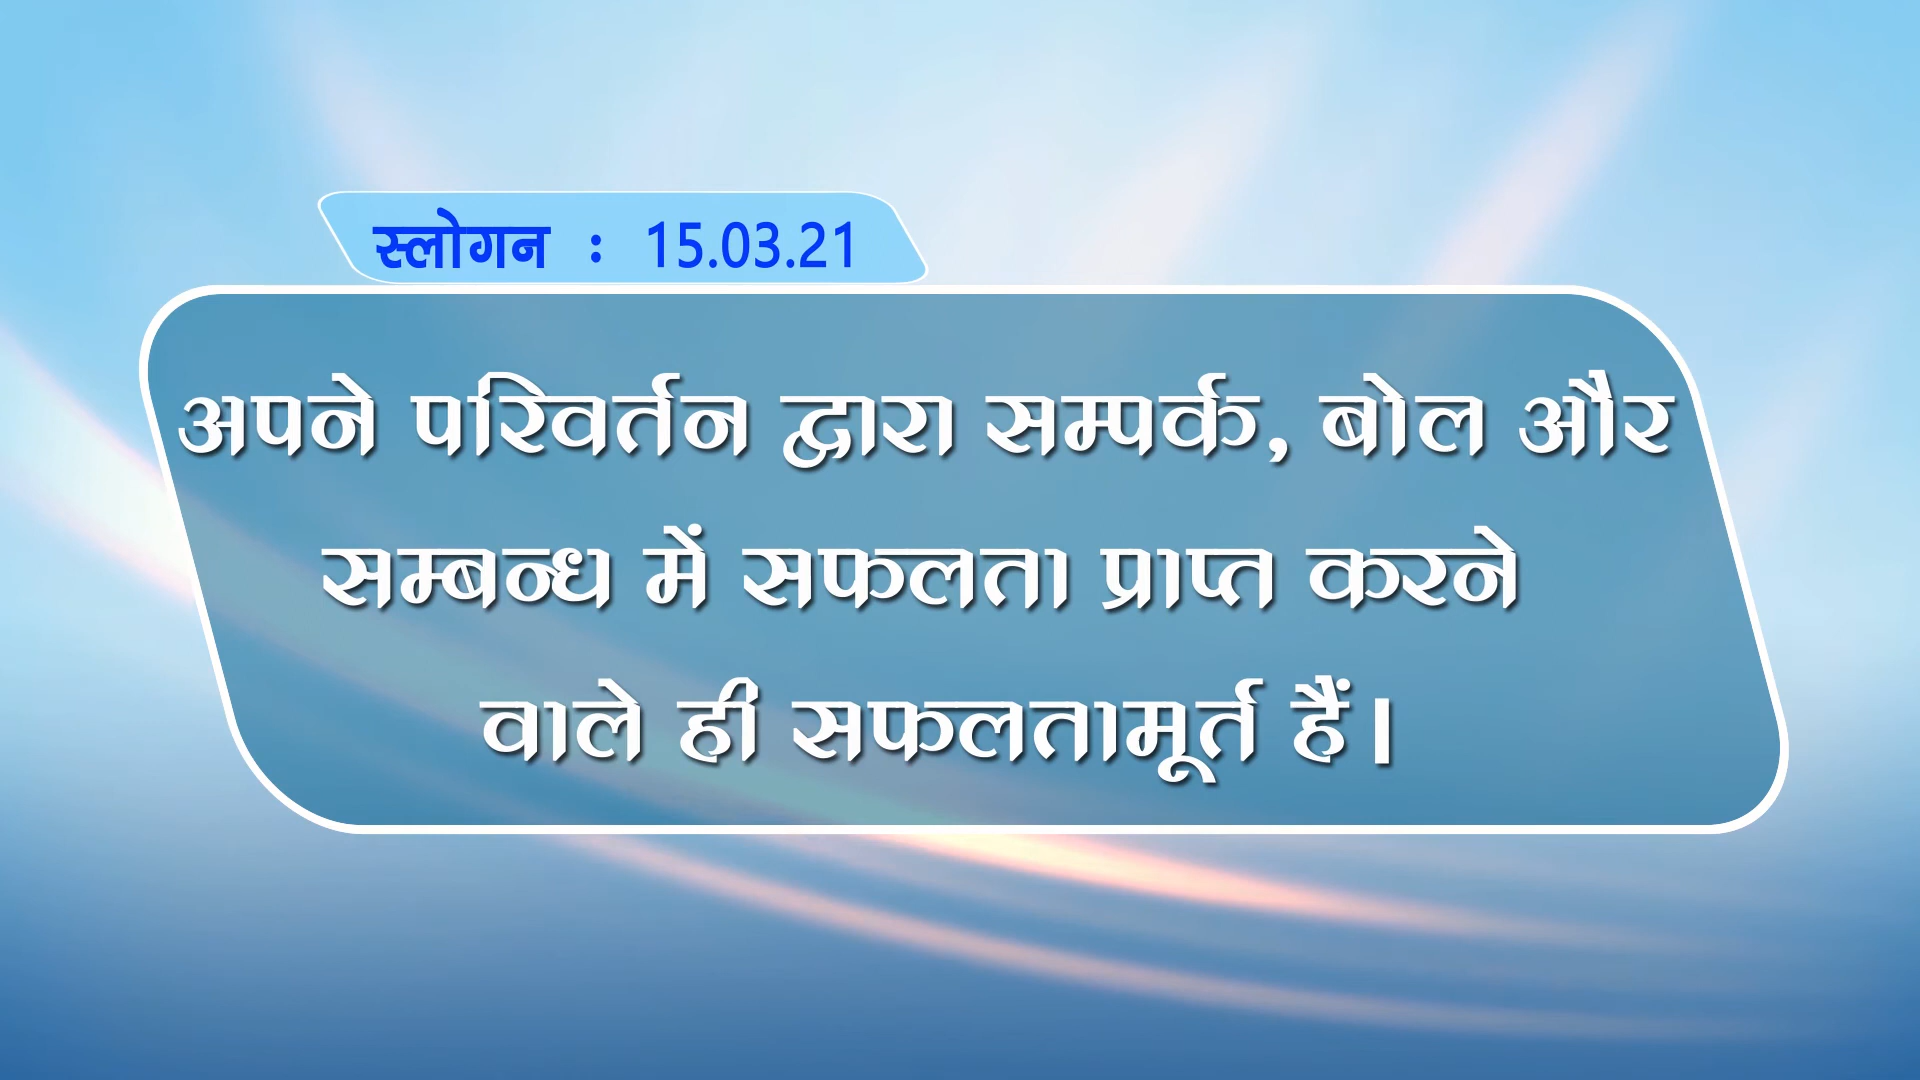 स्लोगन : 15.03.21
अपने परिवर्तन द्वारा सम्पर्क, बोल और
सम्बन्ध में सफलता प्राप्त करने
वाले ही सफलतामूर्त हैं।